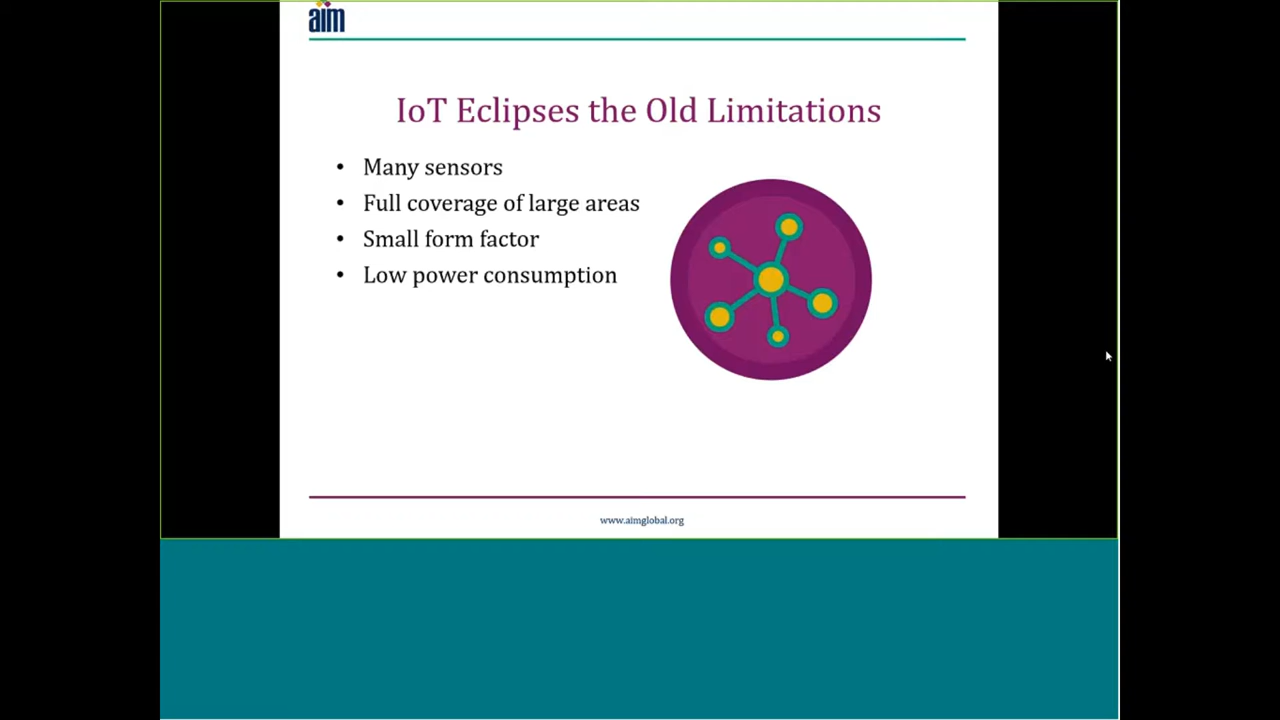 aim
IoT Eclipses the Old Limitations
• Many sensors
• Full coverage of large areas
• Small form factor
• Low power consumption
www.aimglobal.org